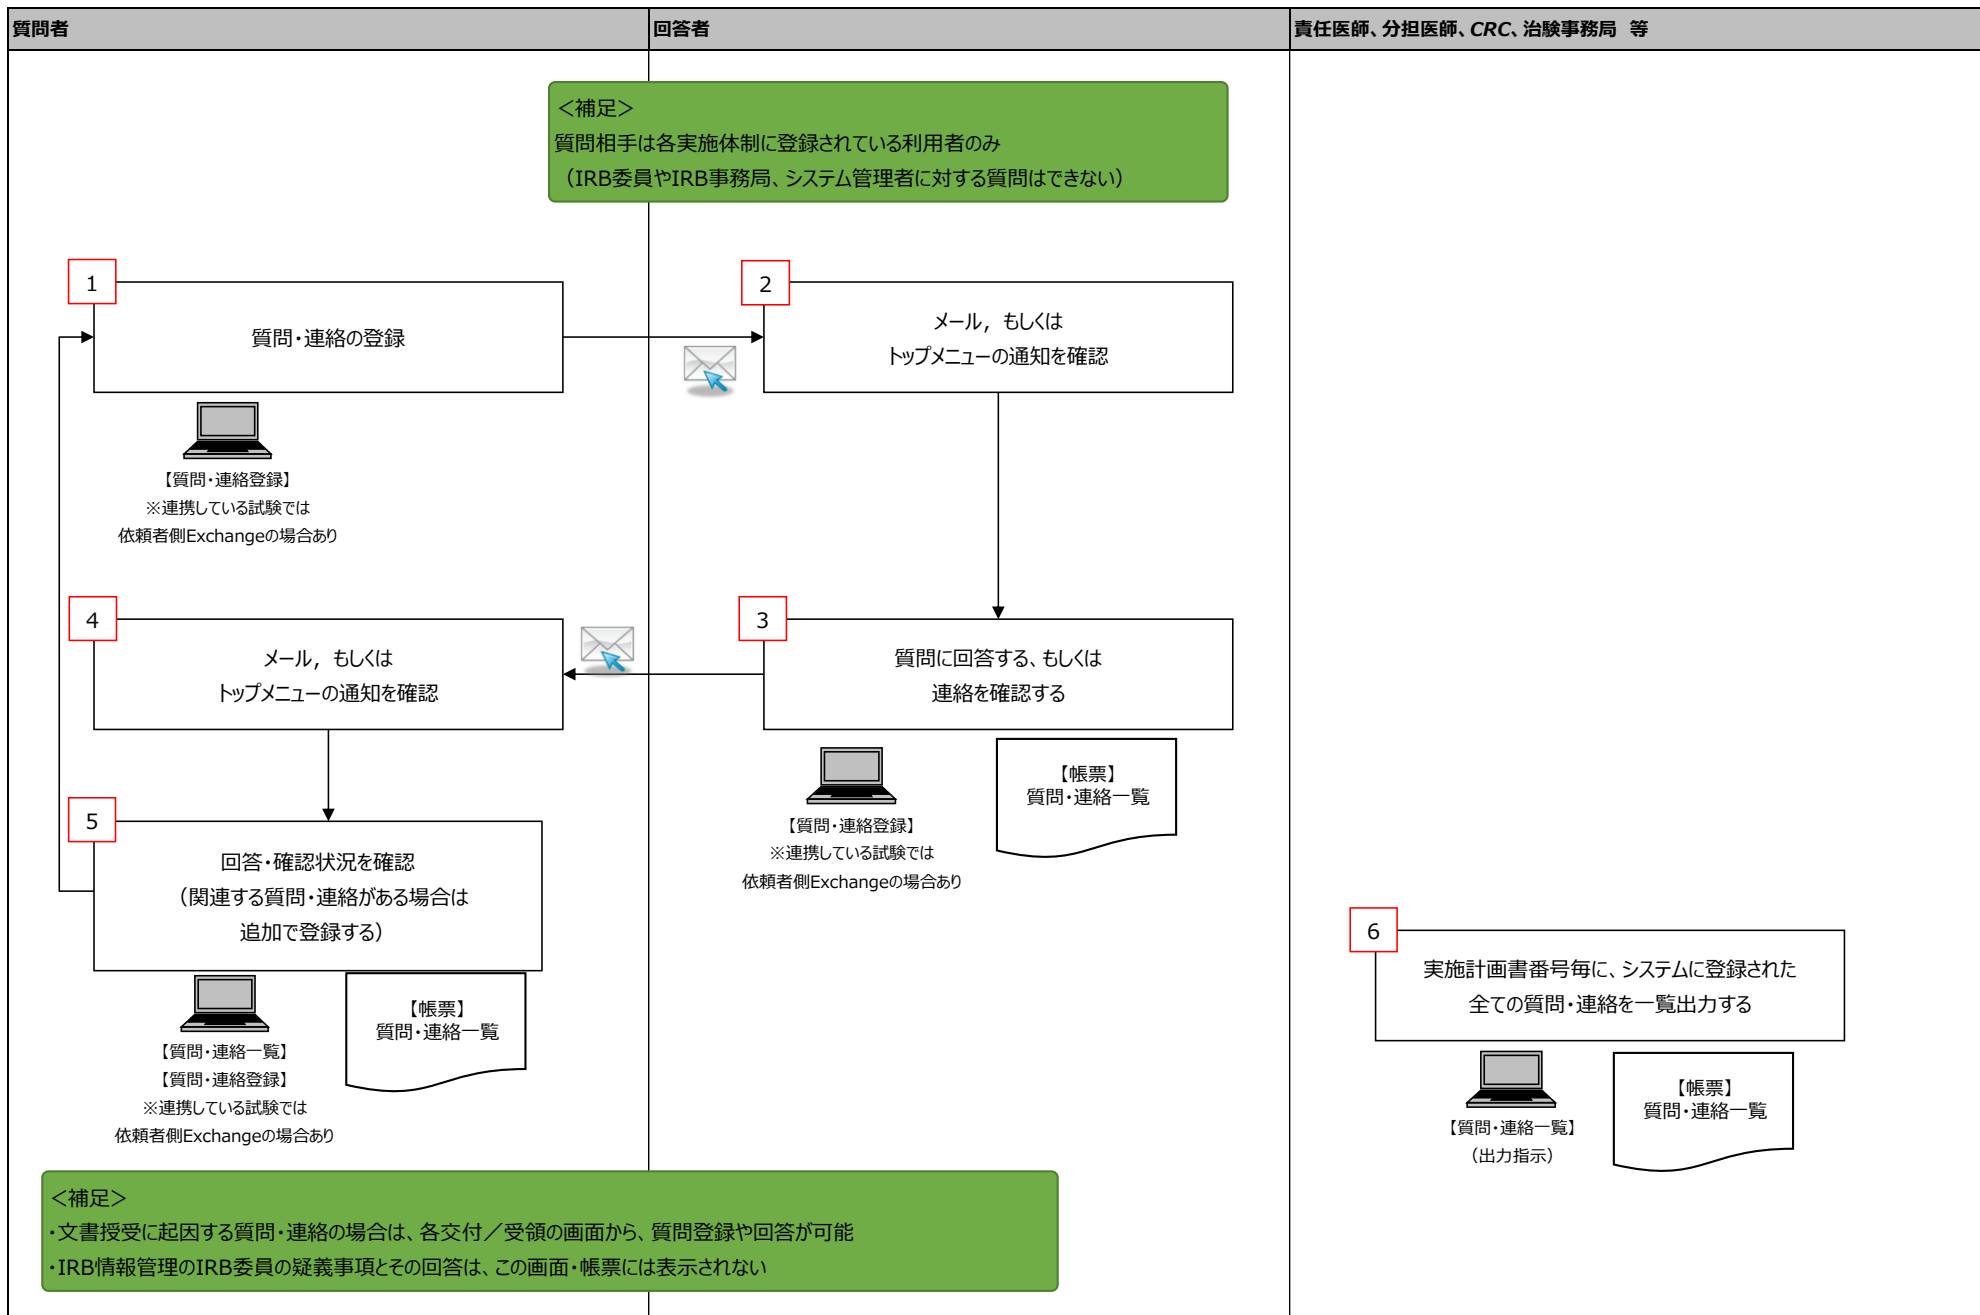 質問者
回答者
責任医師、分担医師、CRC、治験事務局 等
＜補足＞
質問相手は各実施体制に登録されている利用者のみ
（IRB委員やIRB事務局、システム管理者に対する質問はできない）
1
質問・連絡の登録
【質問・連絡登録】
※連携している試験では
依頼者側Exchangeの場合あり
2
メール，もしくは
トップメニューの通知を確認
3
質問に回答する、もしくは
連絡を確認する
【質問・連絡登録】
※連携している試験では
依頼者側Exchangeの場合あり
【帳票】
質問・連絡一覧
4
メール，もしくは
トップメニューの通知を確認
5
回答・確認状況を確認
（関連する質問・連絡がある場合は
追加で登録する）
【質問・連絡一覧】
【質問・連絡登録】
※連携している試験では
依頼者側Exchangeの場合あり
【帳票】
質問・連絡一覧
6
実施計画書番号毎に、システムに登録された
全ての質問・連絡を一覧出力する
【質問・連絡一覧】
（出力指示）
【帳票】
質問・連絡一覧
＜補足＞
・文書授受に起因する質問・連絡の場合は、各交付／受領の画面から、質問登録や回答が可能
・IRB情報管理のIRB委員の疑義事項とその回答は、この画面・帳票には表示されない